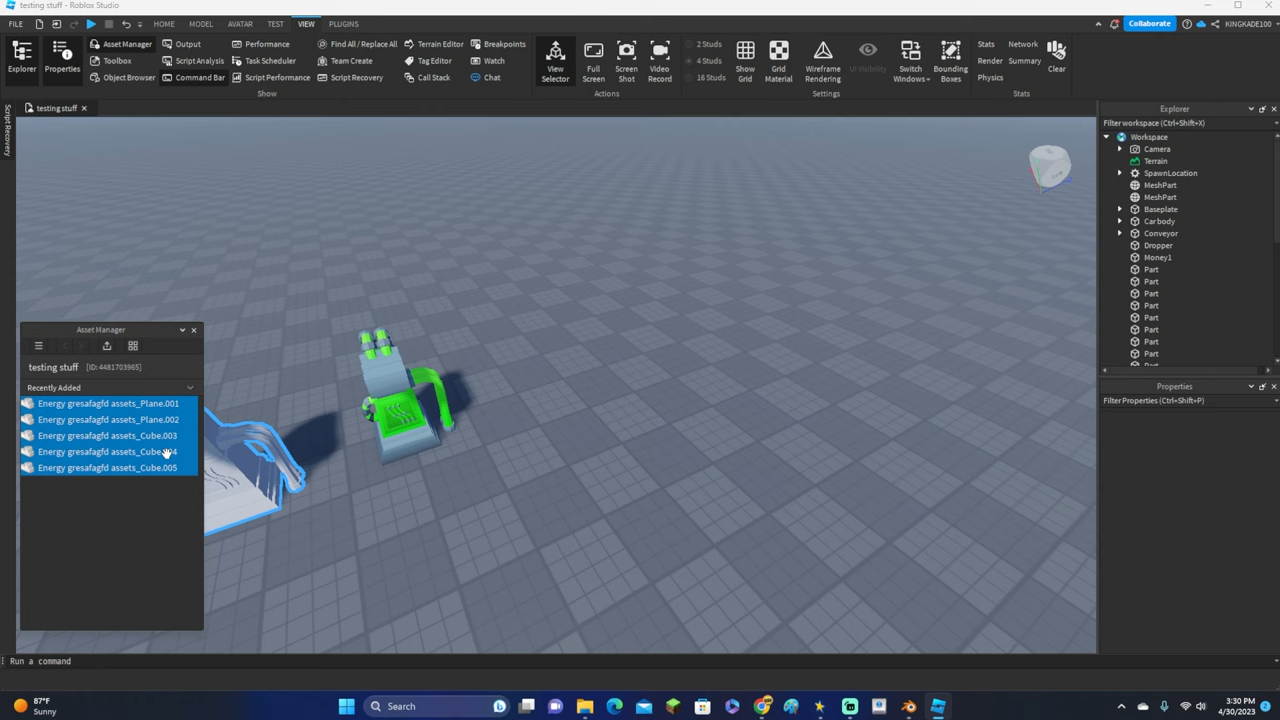 testing stuff - Roblox Studio
FILE HOME MODEL AVATAR TEST VIEW PLUGINS Collaborate KINGKADE100
Explorer Properties Asset Manager Toolbox Object Browser
Output Script Analysis Command Bar
Performance Task Scheduler Script Performance
Find All / Replace All Team Create Script Recovery
Terrain Editor Tag Editor Call Stack
Breakpoints Watch Chat
Show
View Selector Full Screen Screen Shot Video Record
Actions
2 Studs 4 Studs 16 Studs
Show Grid Grid Material Wireframe Rendering UI Visibility Switch Windows Bounding Boxes
Settings
Stats Render Physics Network Summary Clear
Stats
Script Recovery
testing stuff
Explorer
Filter workspace (Ctrl+Shift+X)
Workspace
Camera
Terrain
SpawnLocation
MeshPart
MeshPart
Baseplate
Car body
Conveyor
Dropper
Money1
Part
Part
Part
Part
Part
Part
Part
Part
Part
Properties
Filter Properties (Ctrl+Shift+P)
Asset Manager
testing stuff [ID: 4481703965]
Recently Added
Energy gresafagfd assets_Plane.001
Energy gresafagfd assets_Plane.002
Energy gresafagfd assets_Cube.003
Energy gresafagfd assets_Cube.004
Energy gresafagfd assets_Cube.005
Run a command
87°F
Sunny
Search
3:30 PM
4/30/2023